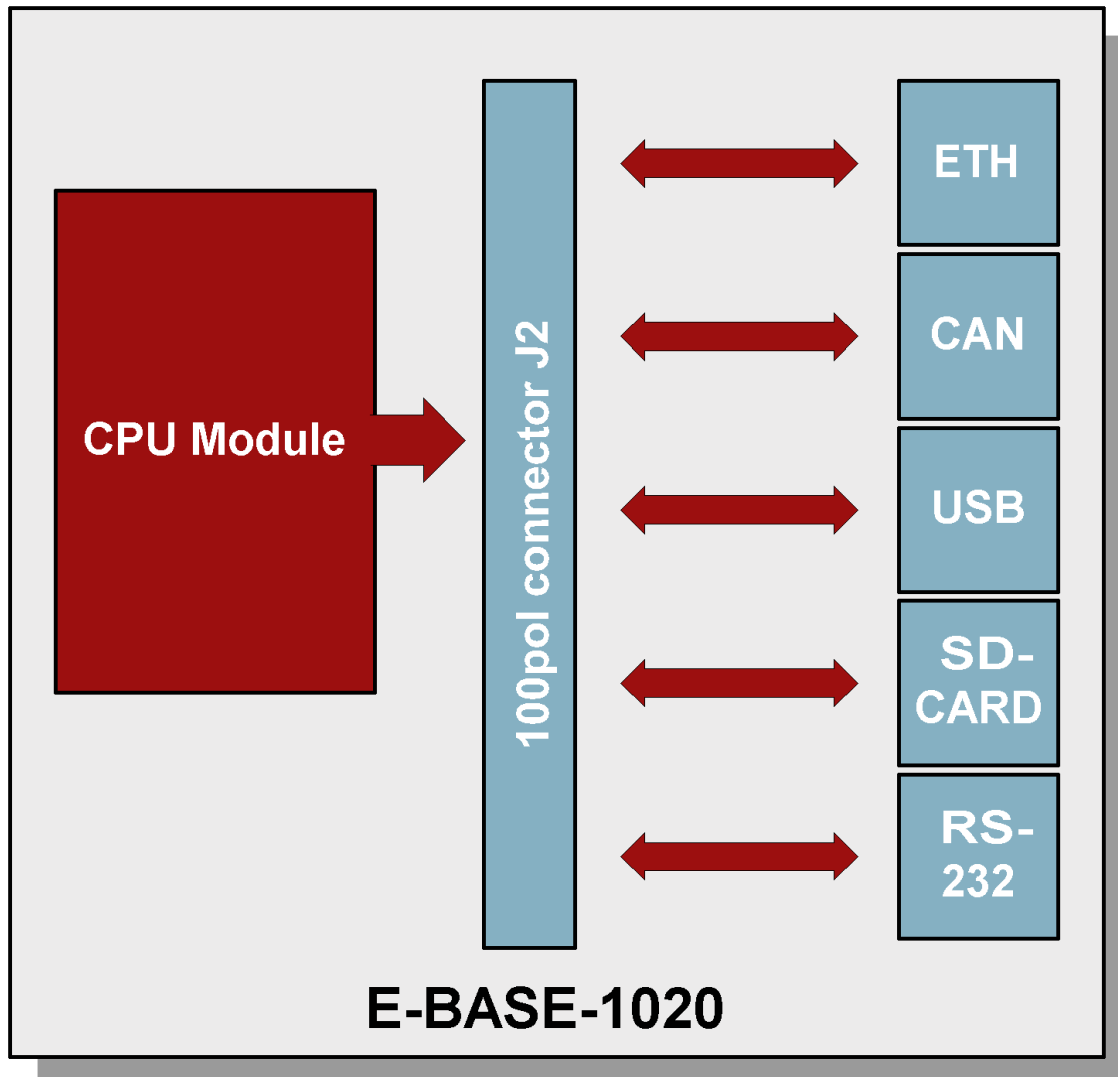 CPU Module
100pol connector J2
ETH
CAN
USB
SD-
CARD
RS-
232
E-BASE-1020